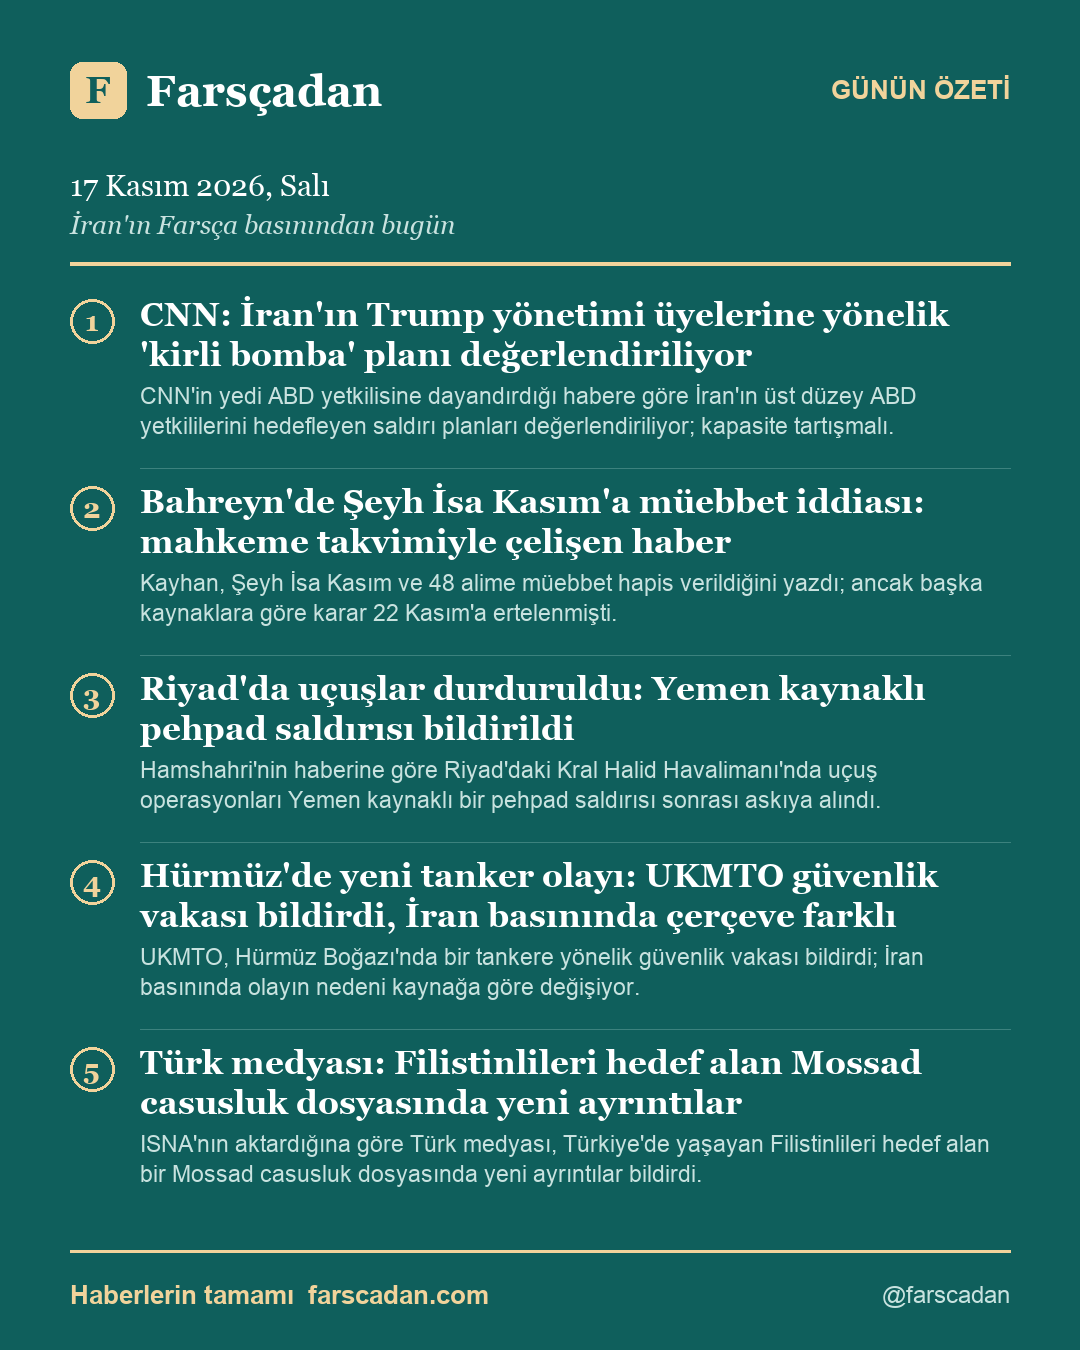 F Farsçadan
GÜNÜN ÖZETİ
17 Kasım 2026, Salı
İran'ın Farsça basınından bugün
1 CNN: İran'ın Trump yönetimi üyelerine yönelik
'kirli bomba' planı değerlendiriliyor
CNN'in yedi ABD yetkilisine dayandırdığı habere göre İran'ın üst düzey ABD
yetkililerini hedefleyen saldırı planları değerlendiriliyor; kapasite tartışmalı.
2 Bahreyn'de Şeyh İsa Kasım'a müebbet iddiası:
mahkeme takvimiyle çelişen haber
Kayhan, Şeyh İsa Kasım ve 48 alime müebbet hapis verildiğini yazdı; ancak başka
kaynaklara göre karar 22 Kasım'a ertelenmişti.
3 Riyad'da uçuşlar durduruldu: Yemen kaynaklı
pehpad saldırısı bildirildi
Hamshahri'nin haberine göre Riyad'daki Kral Halid Havalimanı'nda uçuş
operasyonları Yemen kaynaklı bir pehpad saldırısı sonrası askıya alındı.
4 Hürmüz'de yeni tanker olayı: UKMTO güvenlik
vakası bildirdi, İran basınında çerçeve farklı
UKMTO, Hürmüz Boğazı'nda bir tankere yönelik güvenlik vakası bildirdi; İran
basınında olayın nedeni kaynağa göre değişiyor.
5 Türk medyası: Filistinlileri hedef alan Mossad
casusluk dosyasında yeni ayrıntılar
ISNA'nın aktardığına göre Türk medyası, Türkiye'de yaşayan Filistinlileri hedef alan
bir Mossad casusluk dosyasında yeni ayrıntılar bildirdi.
Haberlerin tamamı farscadan.com
@farscadan